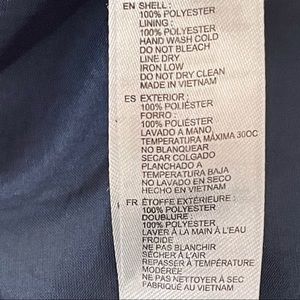 EN SHELL :
100% POLYESTER
LINING :
100% POLYESTER
HAND WASH COLD
DO NOT BLEACH
LINE DRY
IRON LOW
DO NOT DRY CLEAN
MADE IN VIETNAM
ES EXTERIOR :
100% POLIÉSTER
FORRO :
100% POLIÉSTER
LAVADO A MANO
TEMPERATURA MÁXIMA 30OC
NO BLANQUEAR
SECAR COLGADO
PLANCHADO A
TEMPERATURA BAJA
NO LAVADO EN SECO
HECHO EN VIETNAM
FR ÉTOFFE EXTÉRIEURE :
100% POLYESTER
DOUBLURE :
100% POLYESTER
LAVER À LA MAIN À L'EAU
FROIDE
NE PAS BLANCHIR
SÉCHER À L'AIR
REPASSER À TEMPÉRATURE
MODÉRÉE
NE PAS NETTOYER À SEC
FABRIQUÉ AU VIETNAM